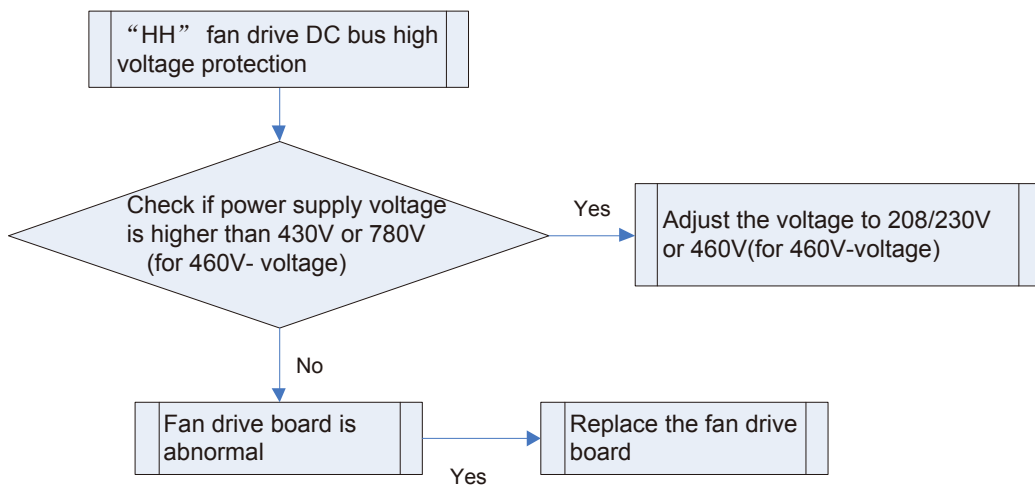 “HH” fan drive DC bus high
voltage protection
Check if power supply voltage
is higher than 430V or 780V
(for 460V- voltage)
Yes
Adjust the voltage to 208/230V
or 460V(for 460V-voltage)
No
Fan drive board is
abnormal
Yes
Replace the fan drive
board